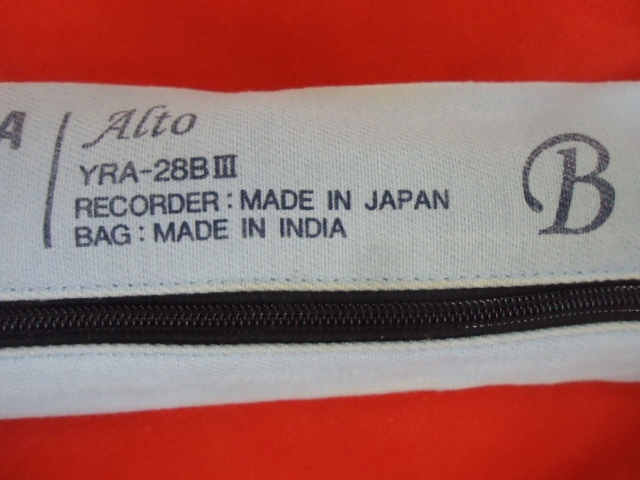 A
Alto
YRA-28BⅢ
RECORDER: MADE IN JAPAN
BAG: MADE IN INDIA
B